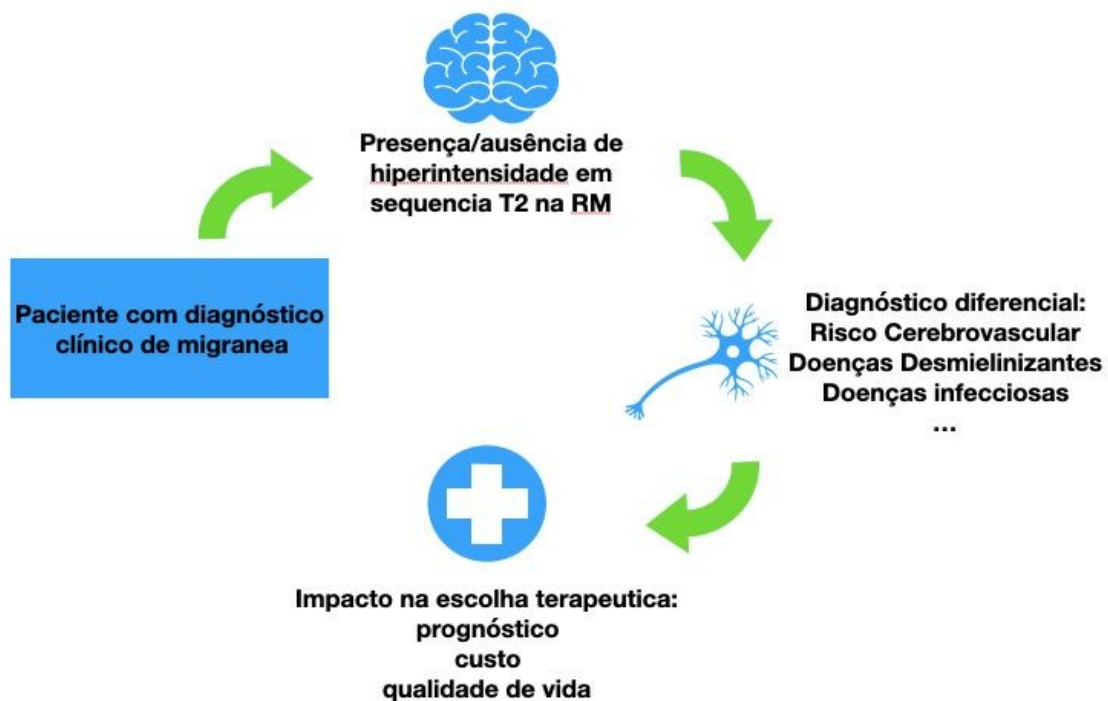 Presença/ausência de
hiperintensidade em
sequencia T2 na RM
Paciente com diagnóstico
clínico de migranea
Diagnóstico diferencial:
Risco Cerebrovascular
Doenças Desmielinizantes
Doenças infecciosas
...
Impacto na escolha terapeutica:
prognóstico
custo
qualidade de vida